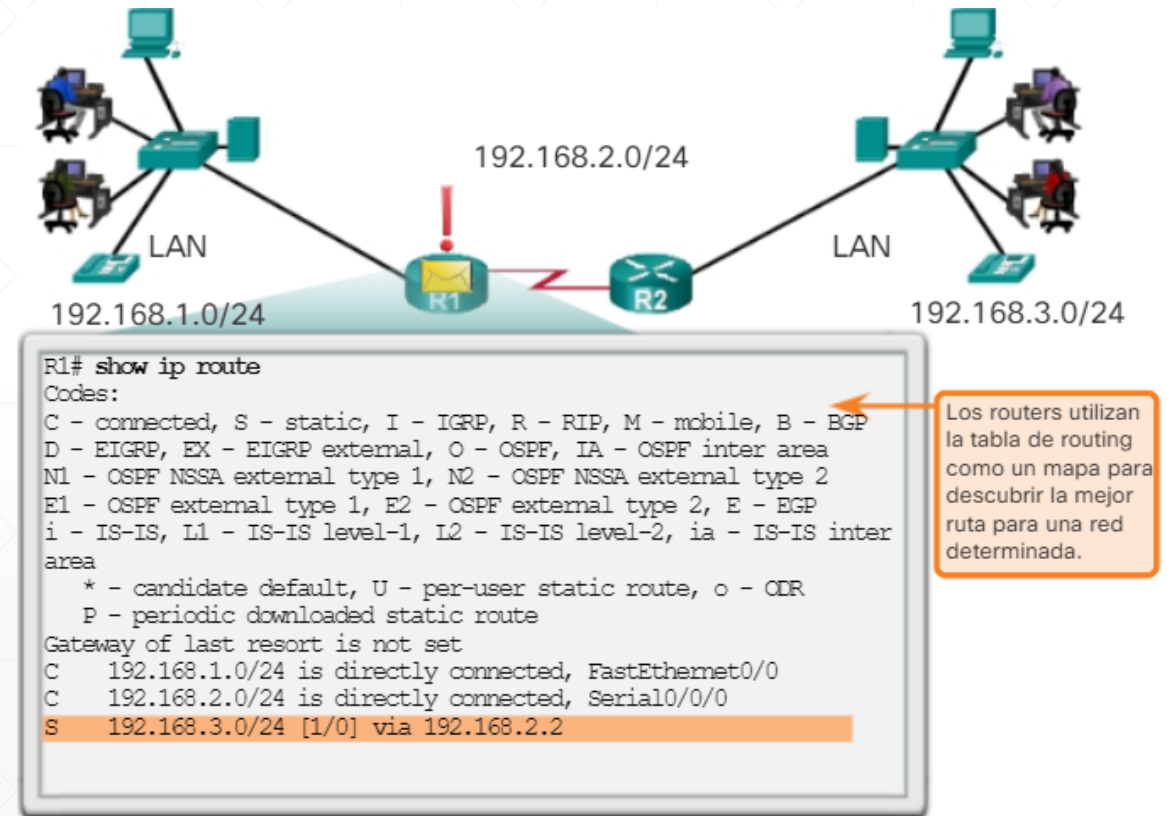 192.168.2.0/24
LAN
LAN
R1
R2
192.168.1.0/24
192.168.3.0/24
R1# show ip route
Codes:
C - connected, S - static, I - IGRP, R - RIP, M - mobile, B - BGP
D - EIGRP, EX - EIGRP external, O - OSPF, IA - OSPF inter area
N1 - OSPF NSSA external type 1, N2 - OSPF NSSA external type 2
E1 - OSPF external type 1, E2 - OSPF external type 2, E - EGP
i - IS-IS, L1 - IS-IS level-1, L2 - IS-IS level-2, ia - IS-IS inter
area
* - candidate default, U - per-user static route, o - ODR
P - periodic downloaded static route
Gateway of last resort is not set
C 192.168.1.0/24 is directly connected, FastEthernet0/0
C 192.168.2.0/24 is directly connected, Serial0/0/0
S 192.168.3.0/24 [1/0] via 192.168.2.2
Los routers utilizan
la tabla de routing
como un mapa para
descubrir la mejor
ruta para una red
determinada.